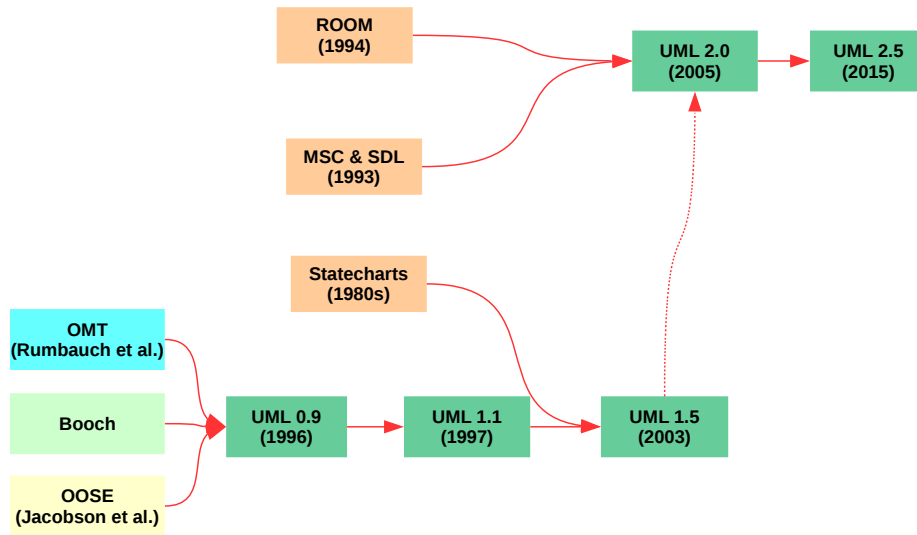 ROOM
(1994)
UML 2.0
(2005)
UML 2.5
(2015)
MSC & SDL
(1993)
Statecharts
(1980s)
OMT
(Rumbauch et al.)
Booch
UML 0.9
(1996)
UML 1.1
(1997)
UML 1.5
(2003)
OOSE
(Jacobson et al.)